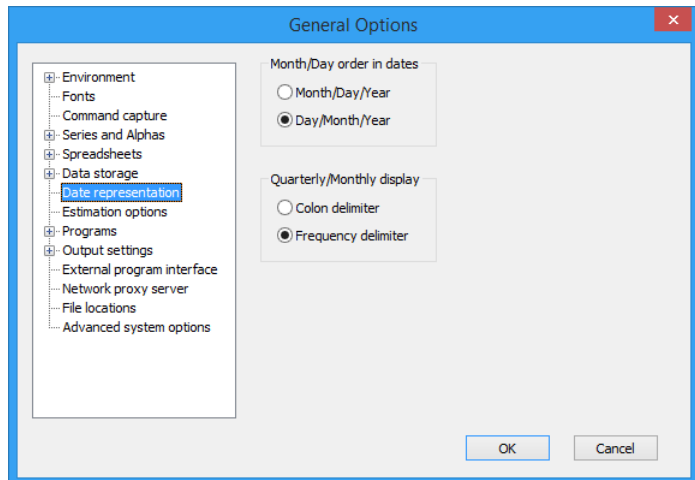 General Options
Environment
Fonts
Command capture
Series and Alphas
Spreadsheets
Data storage
Date representation
Estimation options
Programs
Output settings
External program interface
Network proxy server
File locations
Advanced system options
Month/Day order in dates
Month/Day/Year
Day/Month/Year
Quarterly/Monthly display
Colon delimiter
Frequency delimiter
OK
Cancel